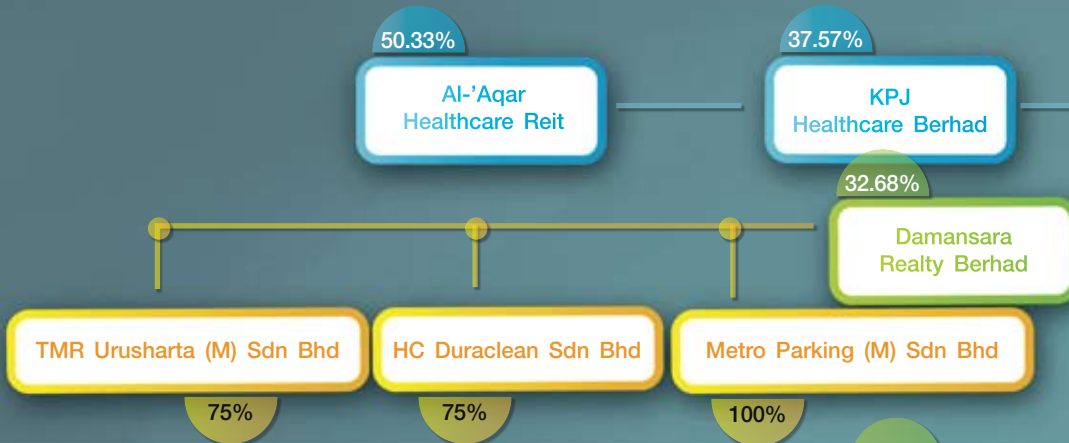 50.33%
Al-'Aqar
Healthcare Reit
37.57%
KPJ
Healthcare Berhad
32.68%
Damansara
Realty Berhad
TMR Urusharta (M) Sdn Bhd
HC Duraclean Sdn Bhd
Metro Parking (M) Sdn Bhd
75%
75%
100%